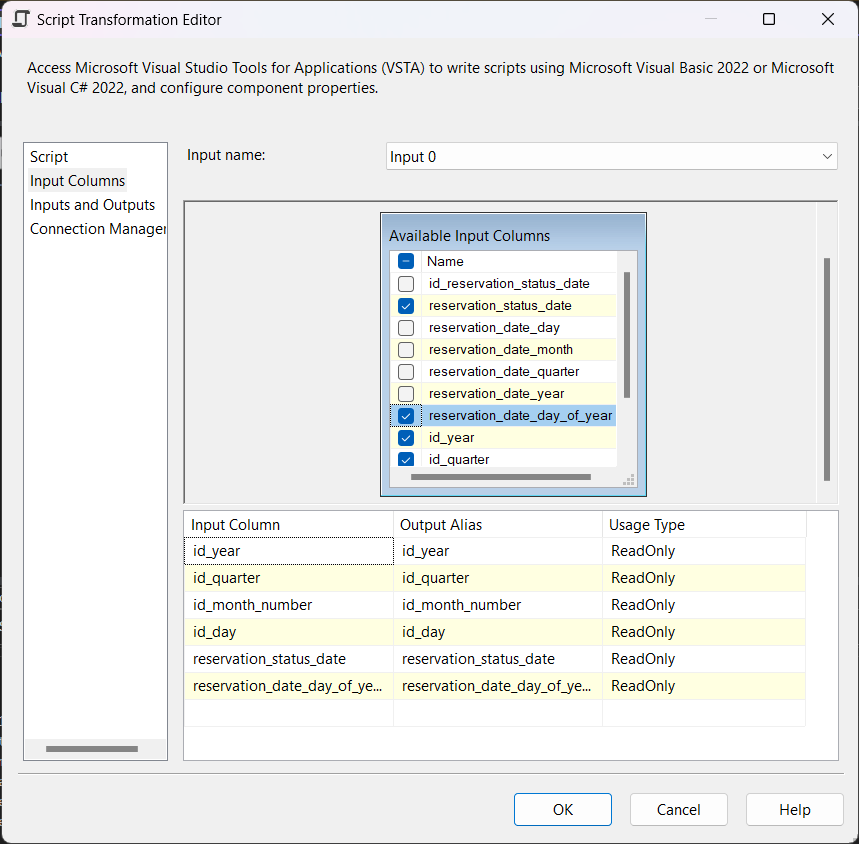 Script Transformation Editor
Access Microsoft Visual Studio Tools for Applications (VSTA) to write scripts using Microsoft Visual Basic 2022 or Microsoft
Visual C# 2022, and configure component properties.
Script
Input Columns
Inputs and Outputs
Connection Manager
Input name:
Input 0
Available Input Columns
Name
id_reservation_status_date
reservation_status_date
reservation_date_day
reservation_date_month
reservation_date_quarter
reservation_date_year
reservation_date_day_of_year
id_year
id_quarter
Input Column Output Alias Usage Type
id_year id_year ReadOnly
id_quarter id_quarter ReadOnly
id_month_number id_month_number ReadOnly
id_day id_day ReadOnly
reservation_status_date reservation_status_date ReadOnly
reservation_date_day_of_ye... reservation_date_day_of_ye... ReadOnly
OK Cancel Help